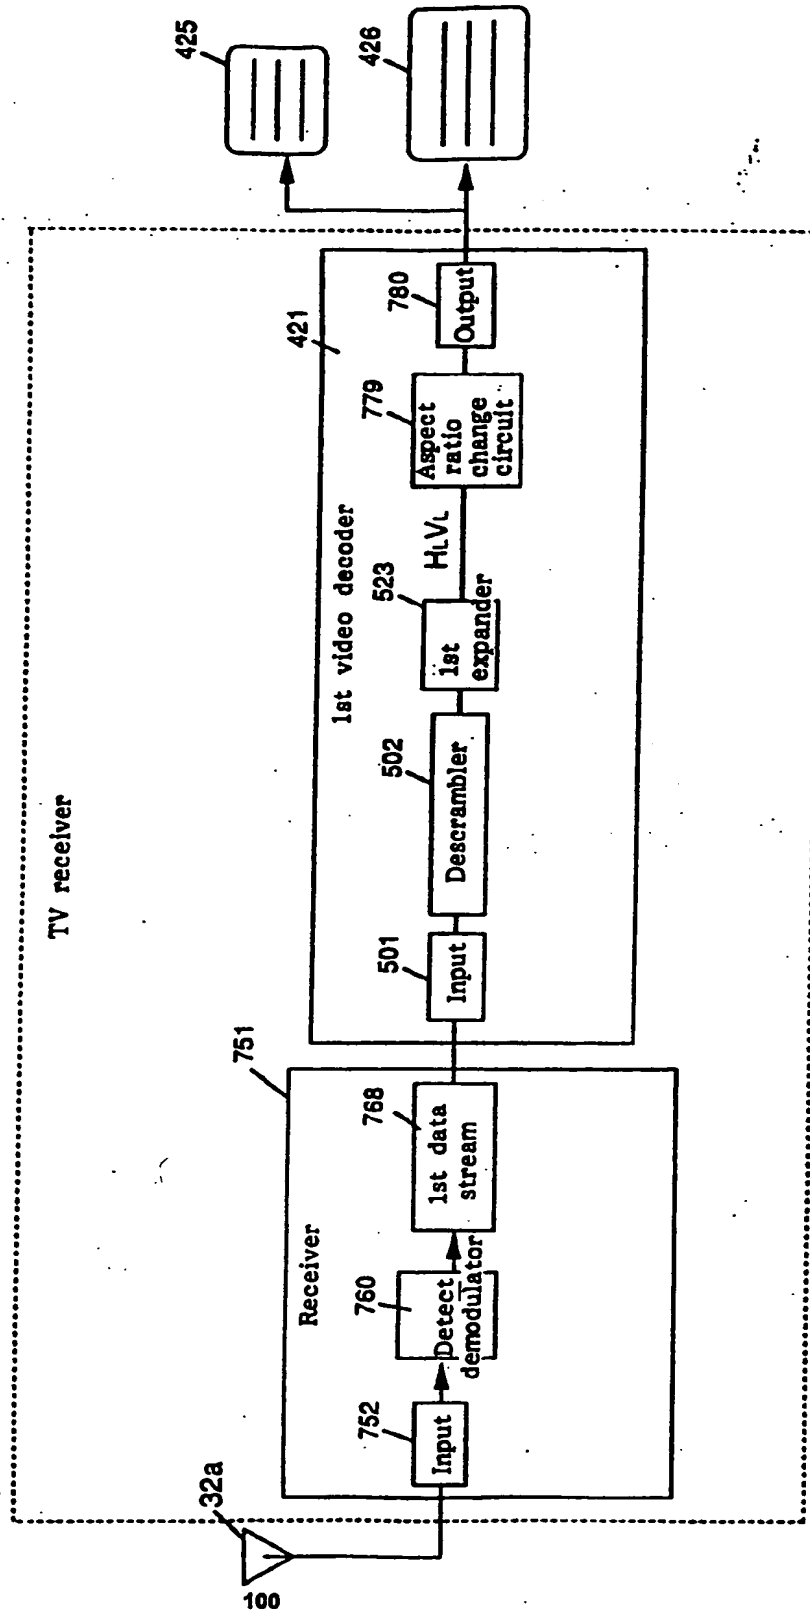 TV receiver
32a
100
Receiver
751
752
Input
760
Detect
demodulator
768
1st data
stream
1st video decoder
421
501
Input
502
Descrambler
523
1st
expander
HLVL
779
Aspect
ratio
change
circuit
780
Output
425
426